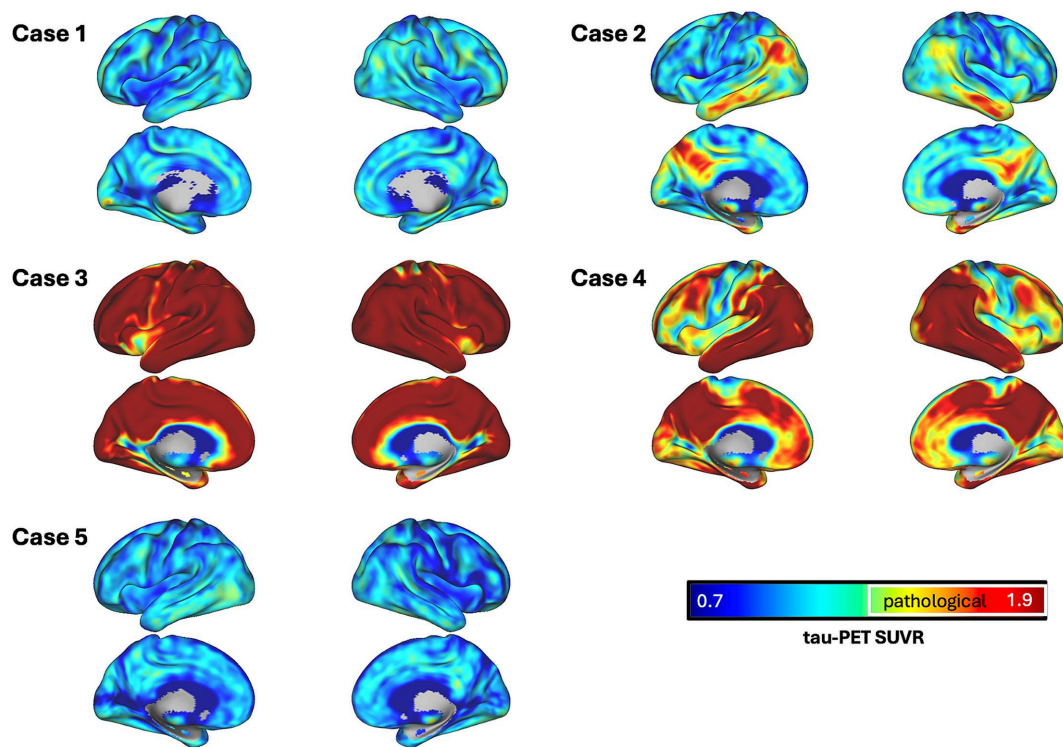 Case 1
Case 2
Case 3
Case 4
Case 5
0.7 pathological 1.9
tau-PET SUVR